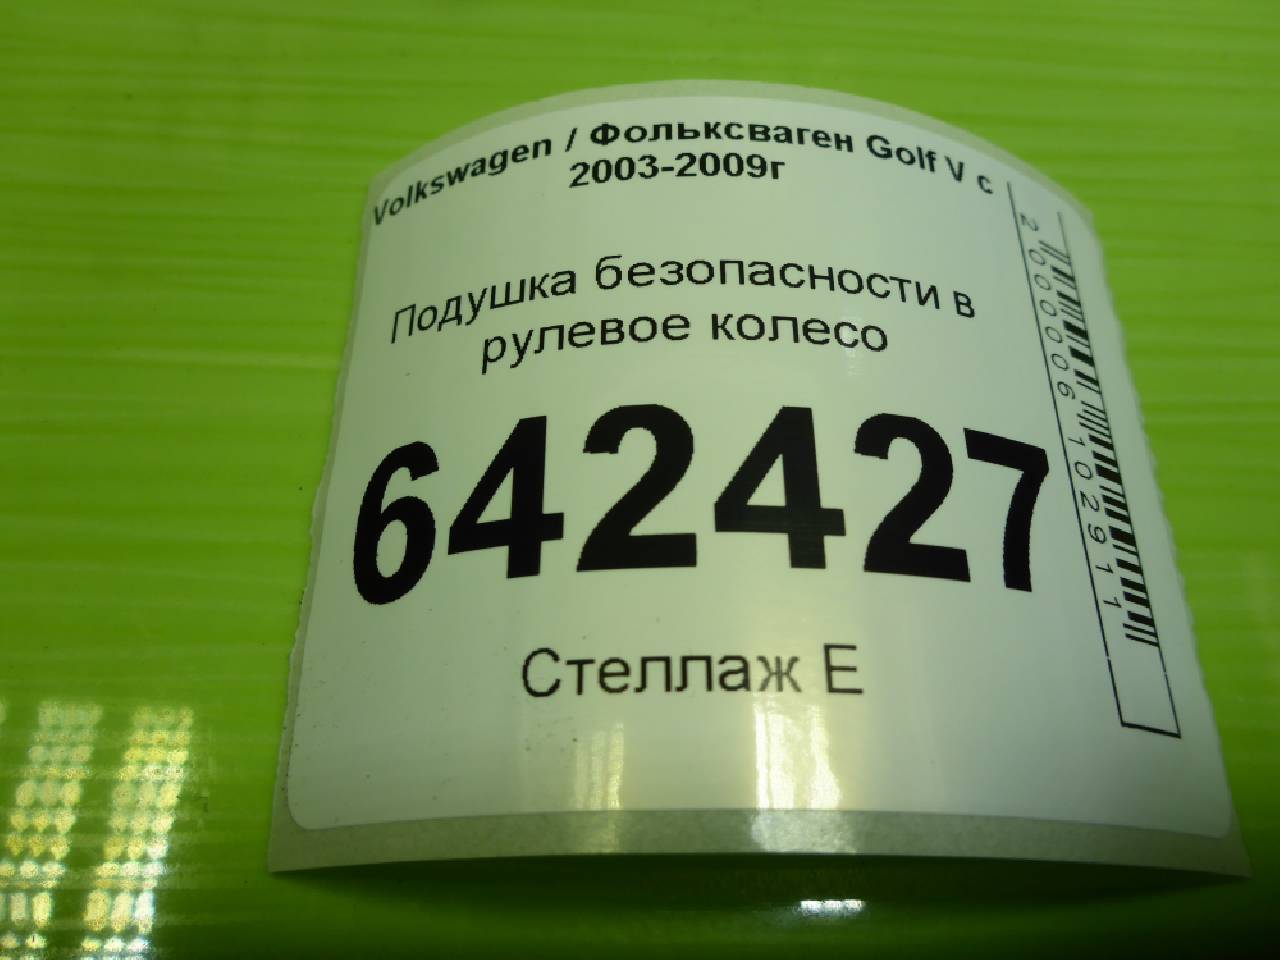 Volkswagen / Фольксваген Golf V с
2003-2009г
Подушка безопасности в
рулевое колесо
642427
Стеллаж Е
2000006102911